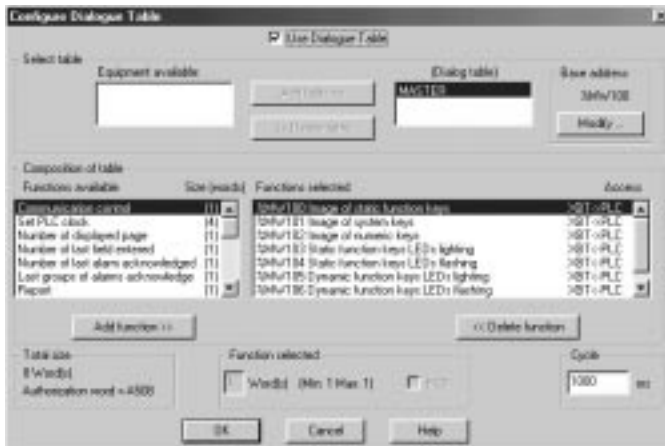 Configure Dialogue Table
Use Dialogue Table
Select table
Equipment available
(Dialog table)
Base address
MASTER
%MW100
Modify ...
Composition of table
Functions available
Size (words)
Functions selected
Access
Communication control (1)
%MW100 Image of static function keys XBT->PLC
Set PLC clock (4)
%MW101 Image of system keys XBT->PLC
Number of displayed page (1)
%MW102 Image of numeric keys XBT->PLC
Number of last field entered (1)
%MW103 Static function keys LEDs lighting XBT<-PLC
Number of last alarm acknowledged (1)
%MW104 Static function keys LEDs flashing XBT<-PLC
Last groups of alarms acknowledge (1)
%MW105 Dynamic function keys LEDs lighting XBT<-PLC
Report (1)
%MW106 Dynamic function keys LEDs flashing XBT<-PLC
Add function >>
<< Delete function
Total size
8 Word(s)
Authorization word = A508
Function selected
Word(s) (Min: 1 Max: 1)
Cycle
1000 ms
OK
Cancel
Help